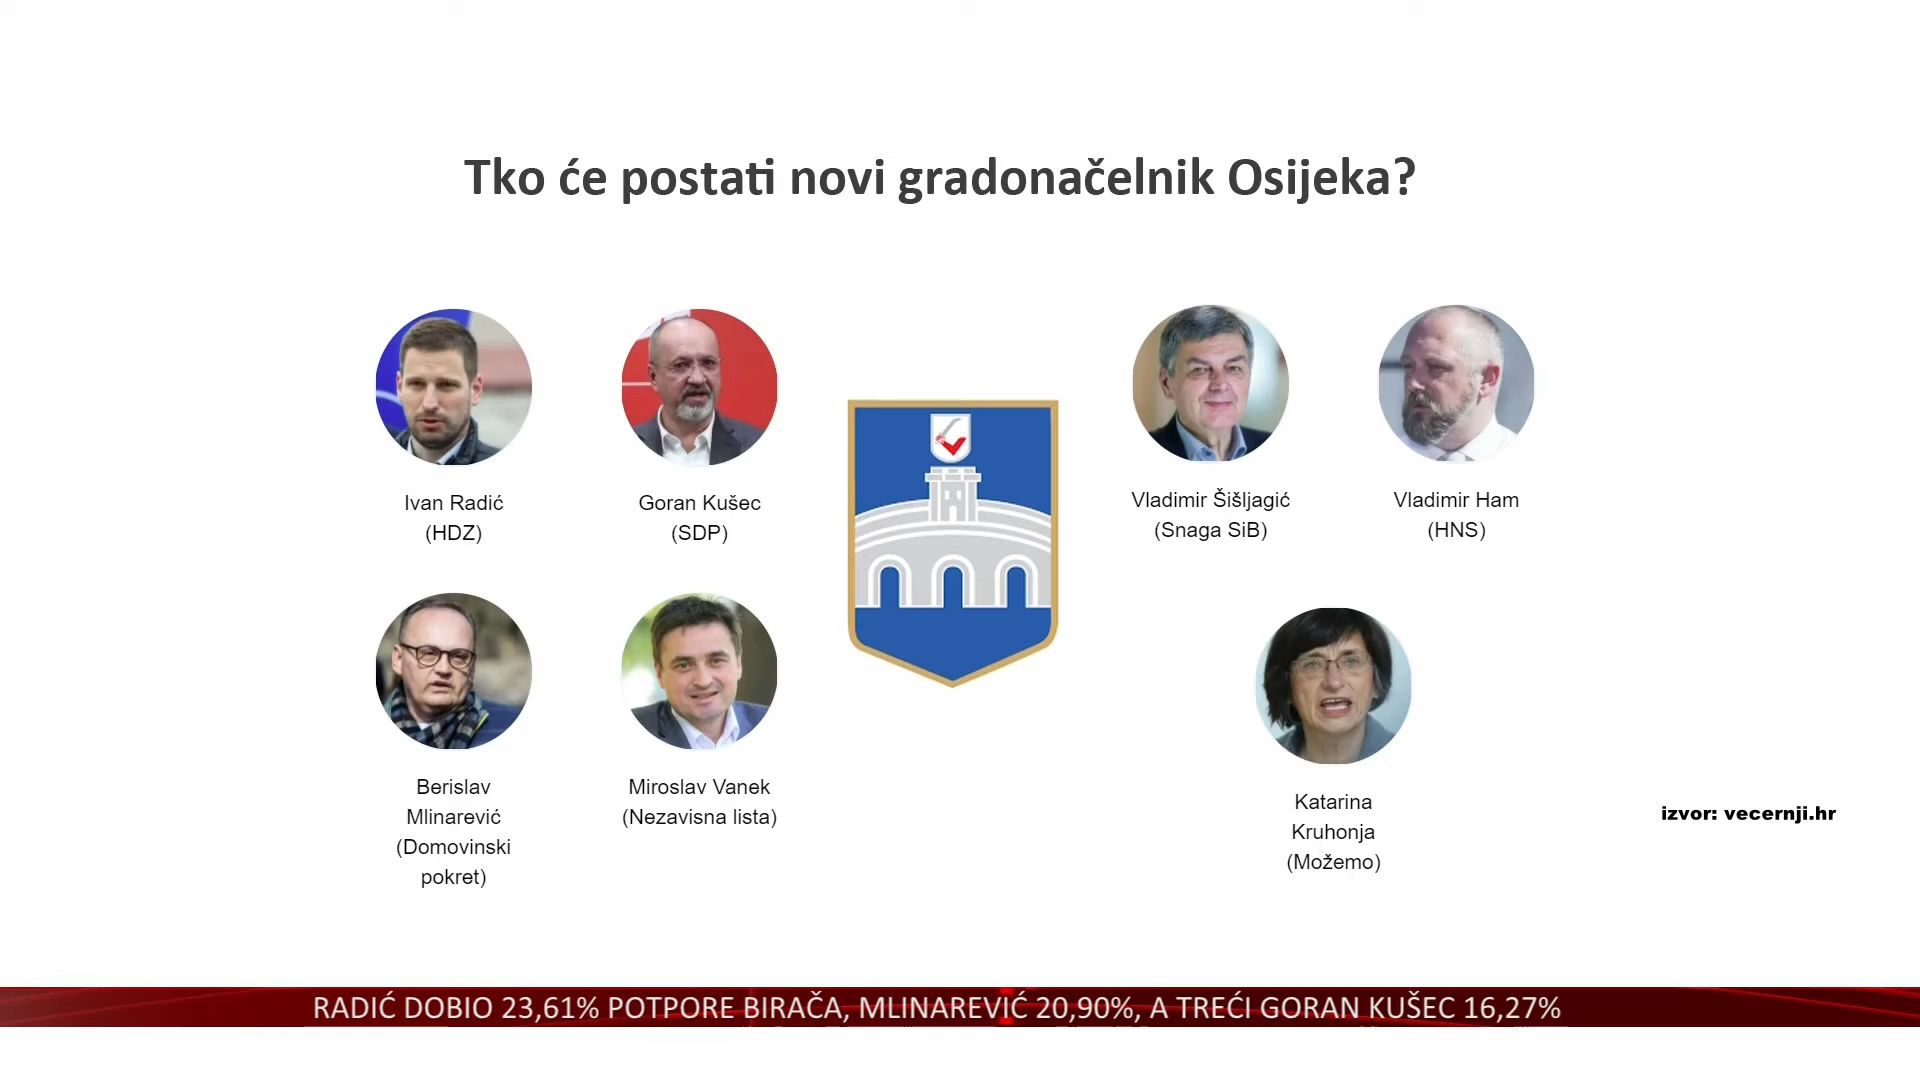 Tko će postati novi gradonačelnik Osijeka?
Ivan Radić
(HDZ)
Goran Kušec
(SDP)
Vladimir Šišljagić
(Snaga SiB)
Vladimir Ham
(HNS)
Berislav
Mlinarević
(Domovinski
pokret)
Miroslav Vanek
(Nezavisna lista)
Katarina
Kruhonja
(Možemo)
izvor: vecernji.hr
RADIĆ DOBIO 23,61% POTPORE BIRAČA, MLINAREVIĆ 20,90%, A TREĆI GORAN KUŠEC 16,27%